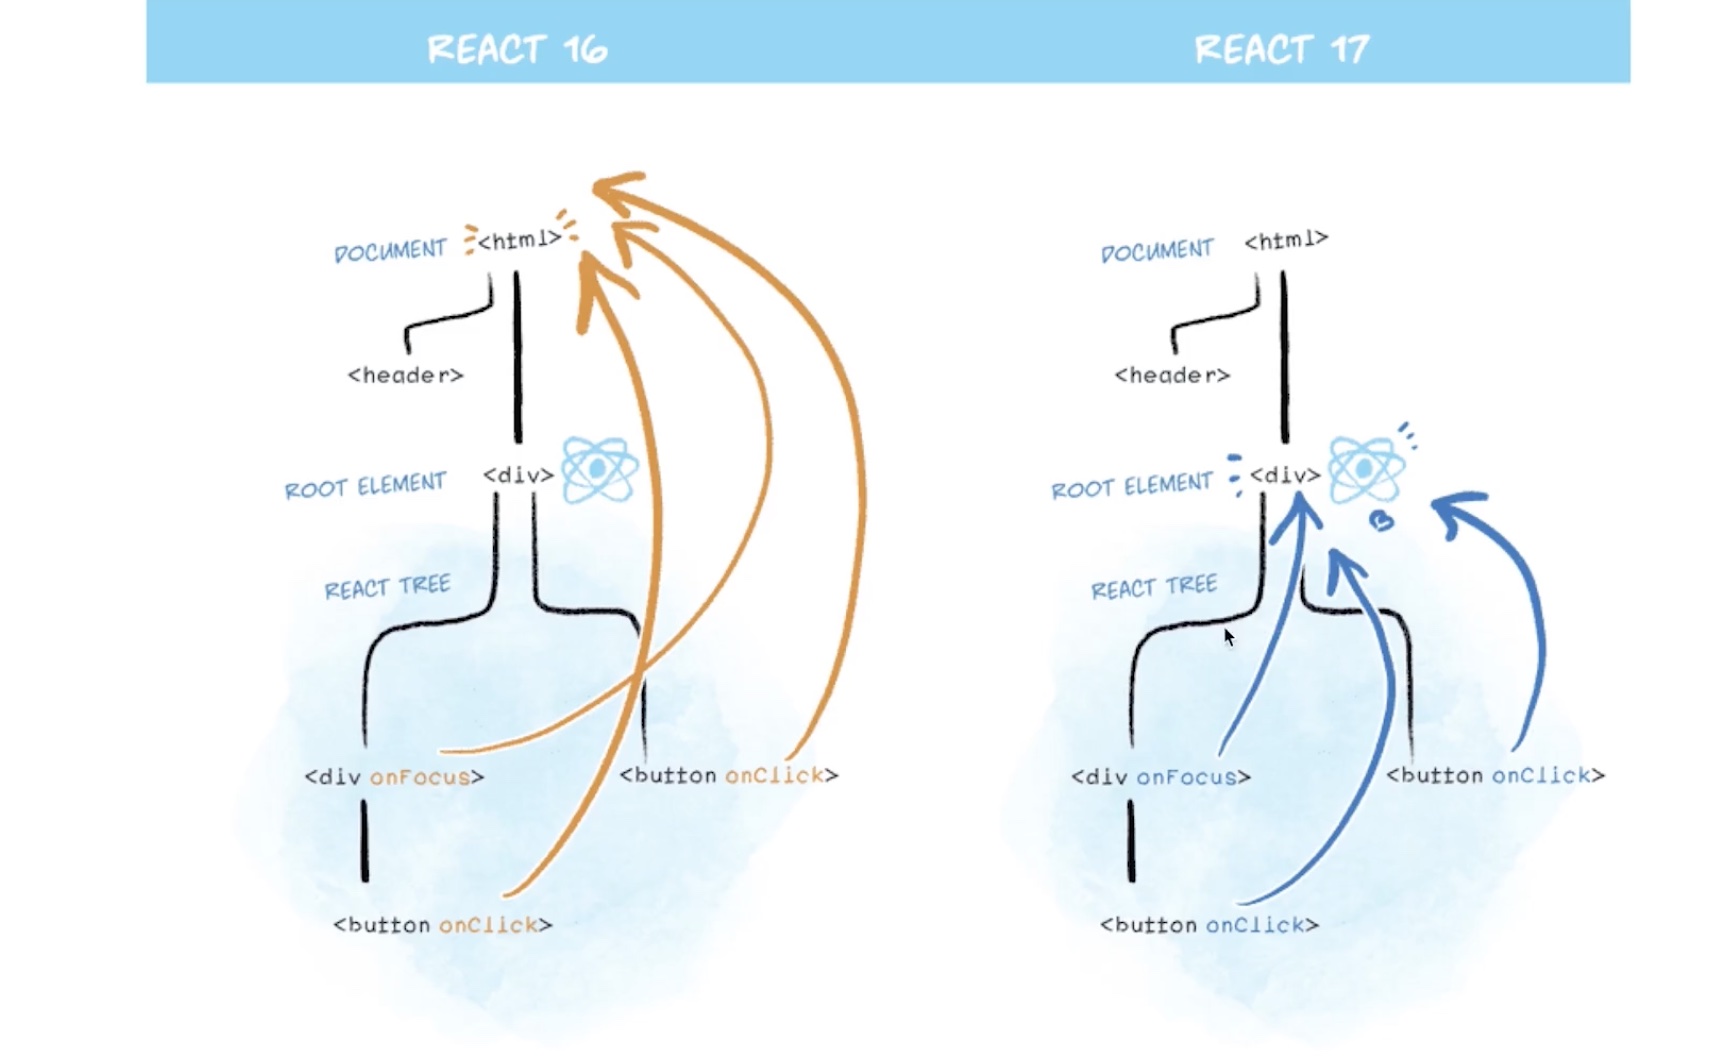 REACT 16
DOCUMENT <html>
<header>
ROOT ELEMENT <div>
REACT TREE
<div onFocus>
<button onClick>
<button onClick>
REACT 17
DOCUMENT <html>
<header>
ROOT ELEMENT <div>
REACT TREE
<div onFocus>
<button onClick>
<button onClick>